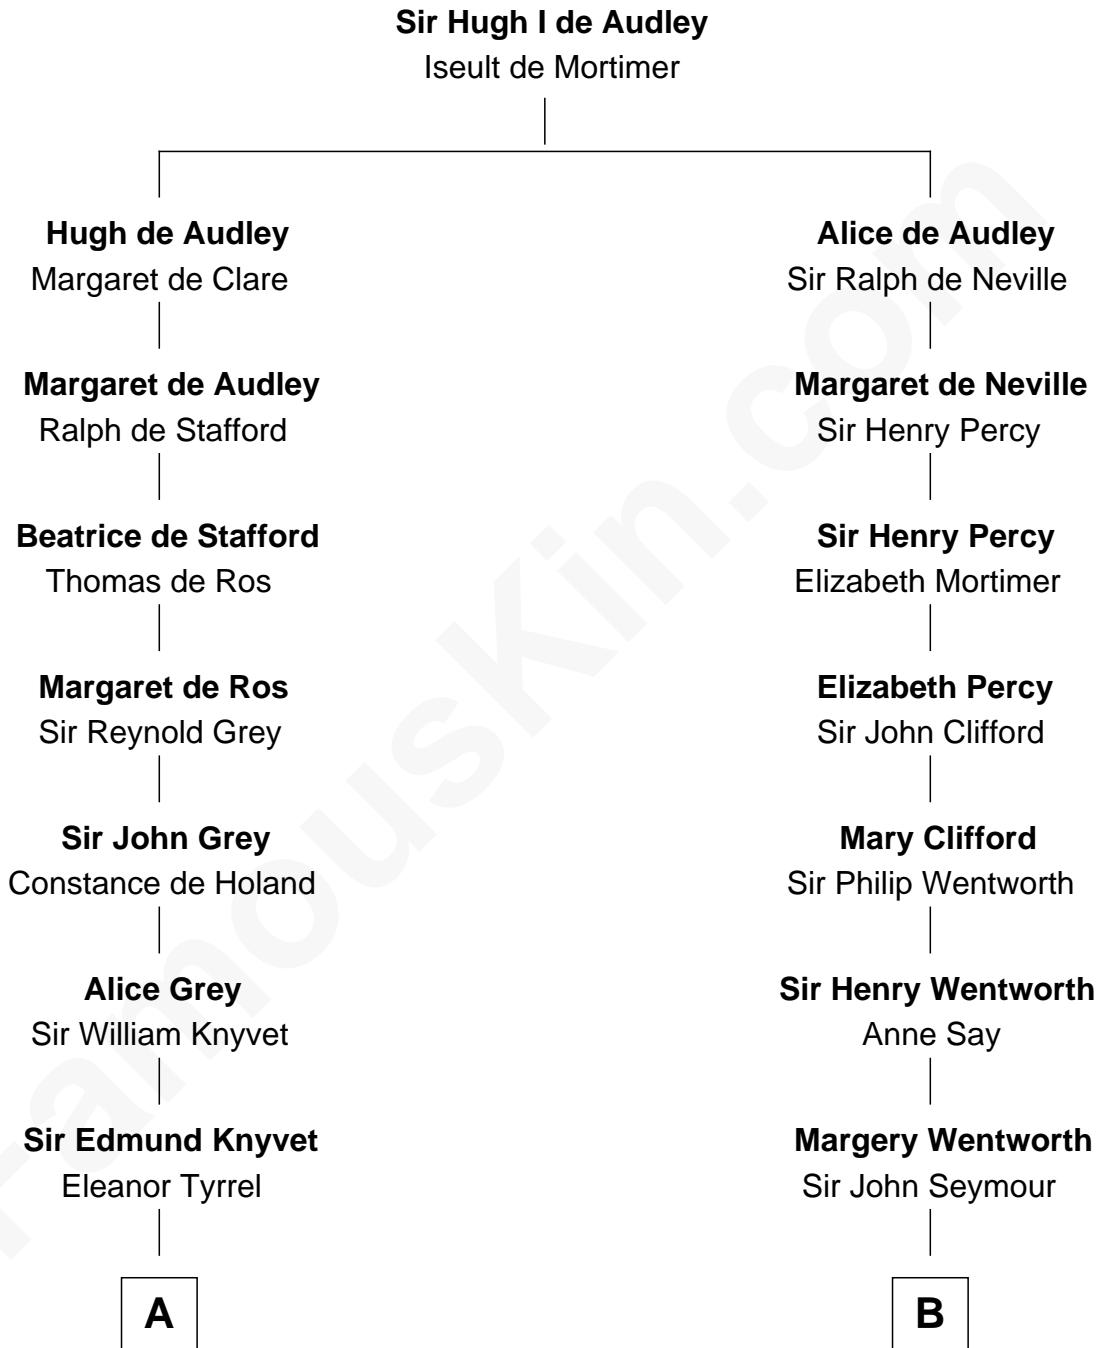 Sir Hugh I de Audley
Iseult de Mortimer
Hugh de Audley
Margaret de Clare
Alice de Audley
Sir Ralph de Neville
Margaret de Audley
Ralph de Stafford
Margaret de Neville
Sir Henry Percy
Beatrice de Stafford
Thomas de Ros
Sir Henry Percy
Elizabeth Mortimer
Margaret de Ros
Sir Reynold Grey
Elizabeth Percy
Sir John Clifford
Sir John Grey
Constance de Holand
Mary Clifford
Sir Philip Wentworth
Alice Grey
Sir William Knyvet
Sir Henry Wentworth
Anne Say
Sir Edmund Knyvet
Eleanor Tyrrel
Margery Wentworth
Sir John Seymour
A
B
FamousKin.com